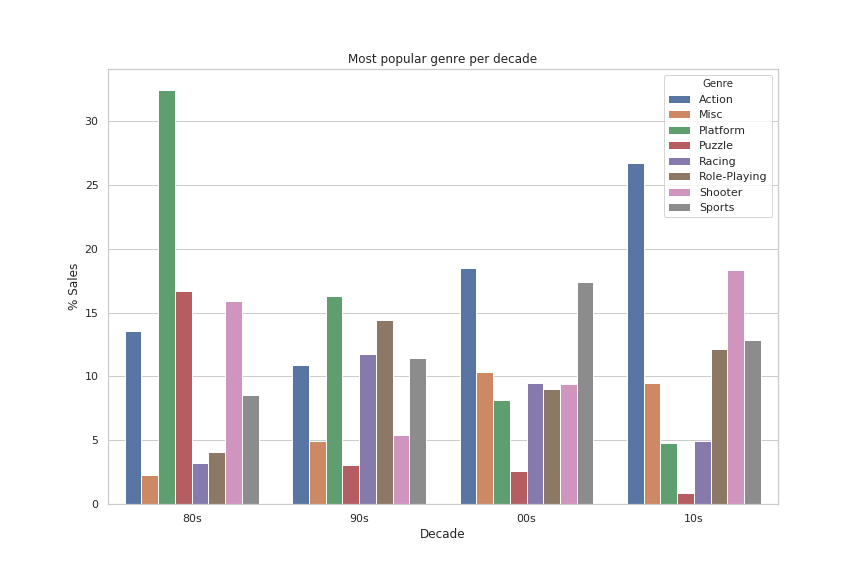 Most popular genre per decade
Genre
Action
Misc
Platform
Puzzle
Racing
Role-Playing
Shooter
Sports
% Sales
30
25
20
15
10
5
0
80s 90s 00s 10s
Decade